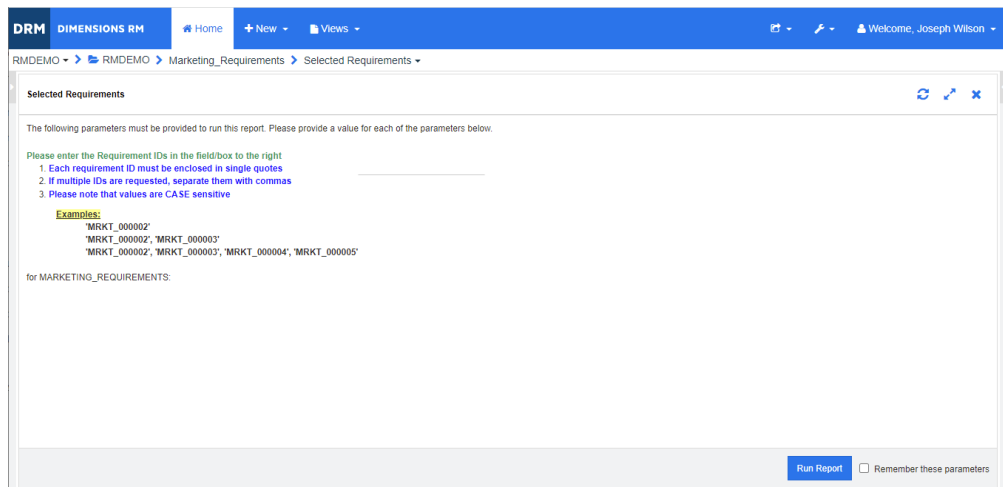 DRM DIMENSIONS RM Home New Views Welcome, Joseph Wilson
RMDEMO > RMDEMO > Marketing_Requirements > Selected Requirements
Selected Requirements
The following parameters must be provided to run this report. Please provide a value for each of the parameters below.
Please enter the Requirement IDs in the field/box to the right
1. Each requirement ID must be enclosed in single quotes
2. If multiple IDs are requested, separate them with commas
3. Please note that values are CASE sensitive
Examples:
'MRKT_000002'
'MRKT_000002', 'MRKT_000003'
'MRKT_000002', 'MRKT_000003', 'MRKT_000004', 'MRKT_000005'
for MARKETING_REQUIREMENTS:
Run Report Remember these parameters